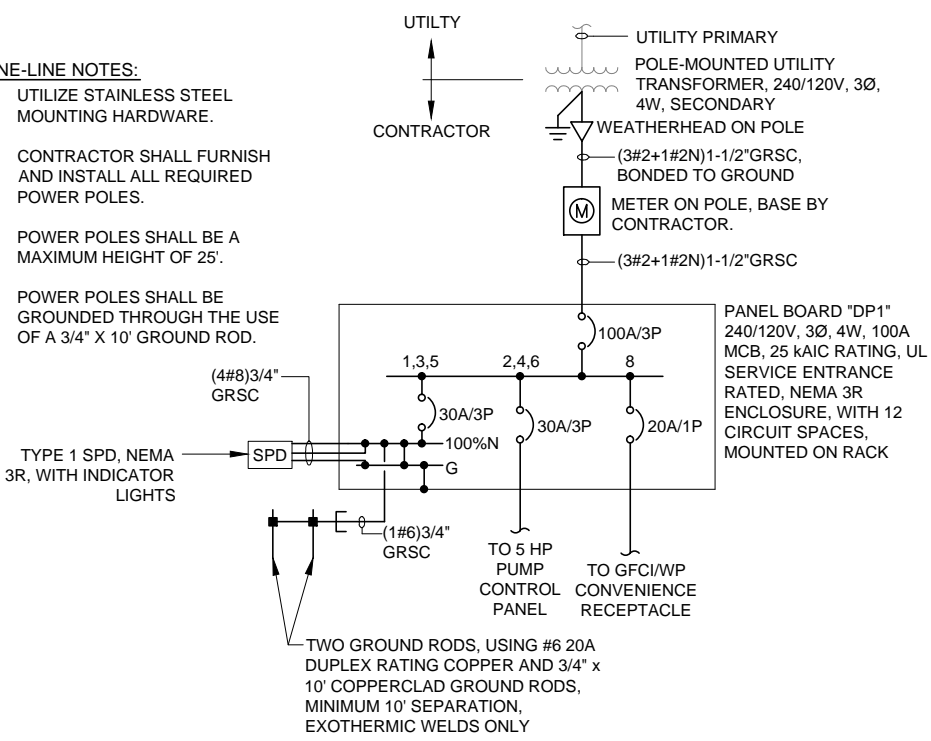 UTILTY
CONTRACTOR
UTILITY PRIMARY
POLE-MOUNTED UTILITY
TRANSFORMER, 240/120V, 3Ø,
4W, SECONDARY
WEATHERHEAD ON POLE
(3#2+1#2N)1-1/2"GRSC,
BONDED TO GROUND
M
METER ON POLE, BASE BY
CONTRACTOR.
(3#2+1#2N)1-1/2"GRSC
NE-LINE NOTES:
UTILIZE STAINLESS STEEL
MOUNTING HARDWARE.
CONTRACTOR SHALL FURNISH
AND INSTALL ALL REQUIRED
POWER POLES.
POWER POLES SHALL BE A
MAXIMUM HEIGHT OF 25'.
POWER POLES SHALL BE
GROUNDED THROUGH THE USE
OF A 3/4" X 10' GROUND ROD.
PANEL BOARD "DP1"
240/120V, 3Ø, 4W, 100A
MCB, 25 kAIC RATING, UL
SERVICE ENTRANCE
RATED, NEMA 3R
ENCLOSURE, WITH 12
CIRCUIT SPACES,
MOUNTED ON RACK
100A/3P
1,3,5
2,4,6
8
30A/3P
30A/3P
20A/1P
100%N
G
(4#8)3/4"
GRSC
SPD
TYPE 1 SPD, NEMA
3R, WITH INDICATOR
LIGHTS
(1#6)3/4"
GRSC
TO 5 HP
PUMP
CONTROL
PANEL
TO GFCI/WP
CONVENIENCE
RECEPTACLE
TWO GROUND RODS, USING #6 20A
DUPLEX RATING COPPER AND 3/4" x
10' COPPERCLAD GROUND RODS,
MINIMUM 10' SEPARATION,
EXOTHERMIC WELDS ONLY